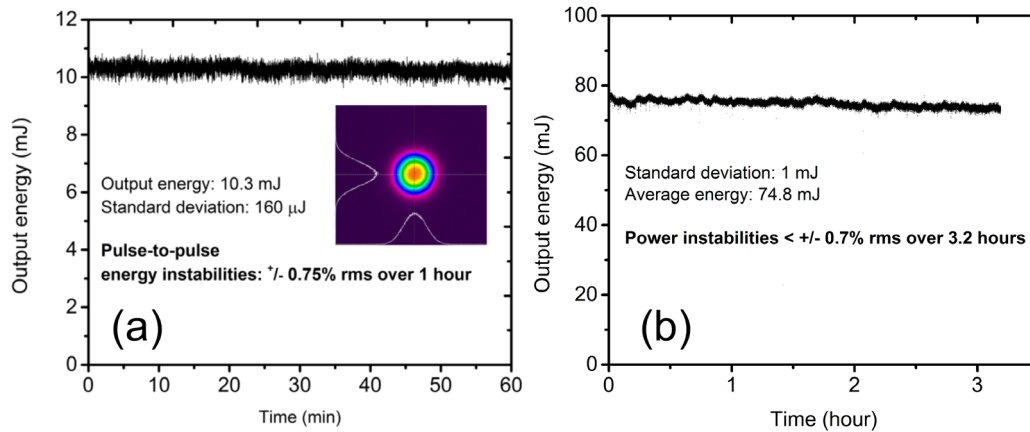 12
10
8
6
4
2
0
Output energy (mJ)
Output energy: 10.3 mJ
Standard deviation: 160 μJ
Pulse-to-pulse
energy instabilities: +/- 0.75% rms over 1 hour
(a)
0 10 20 30 40 50 60
Time (min)
100
80
60
40
20
0
Output energy (mJ)
Standard deviation: 1 mJ
Average energy: 74.8 mJ
Power instabilities < +/- 0.7% rms over 3.2 hours
(b)
0 1 2 3
Time (hour)